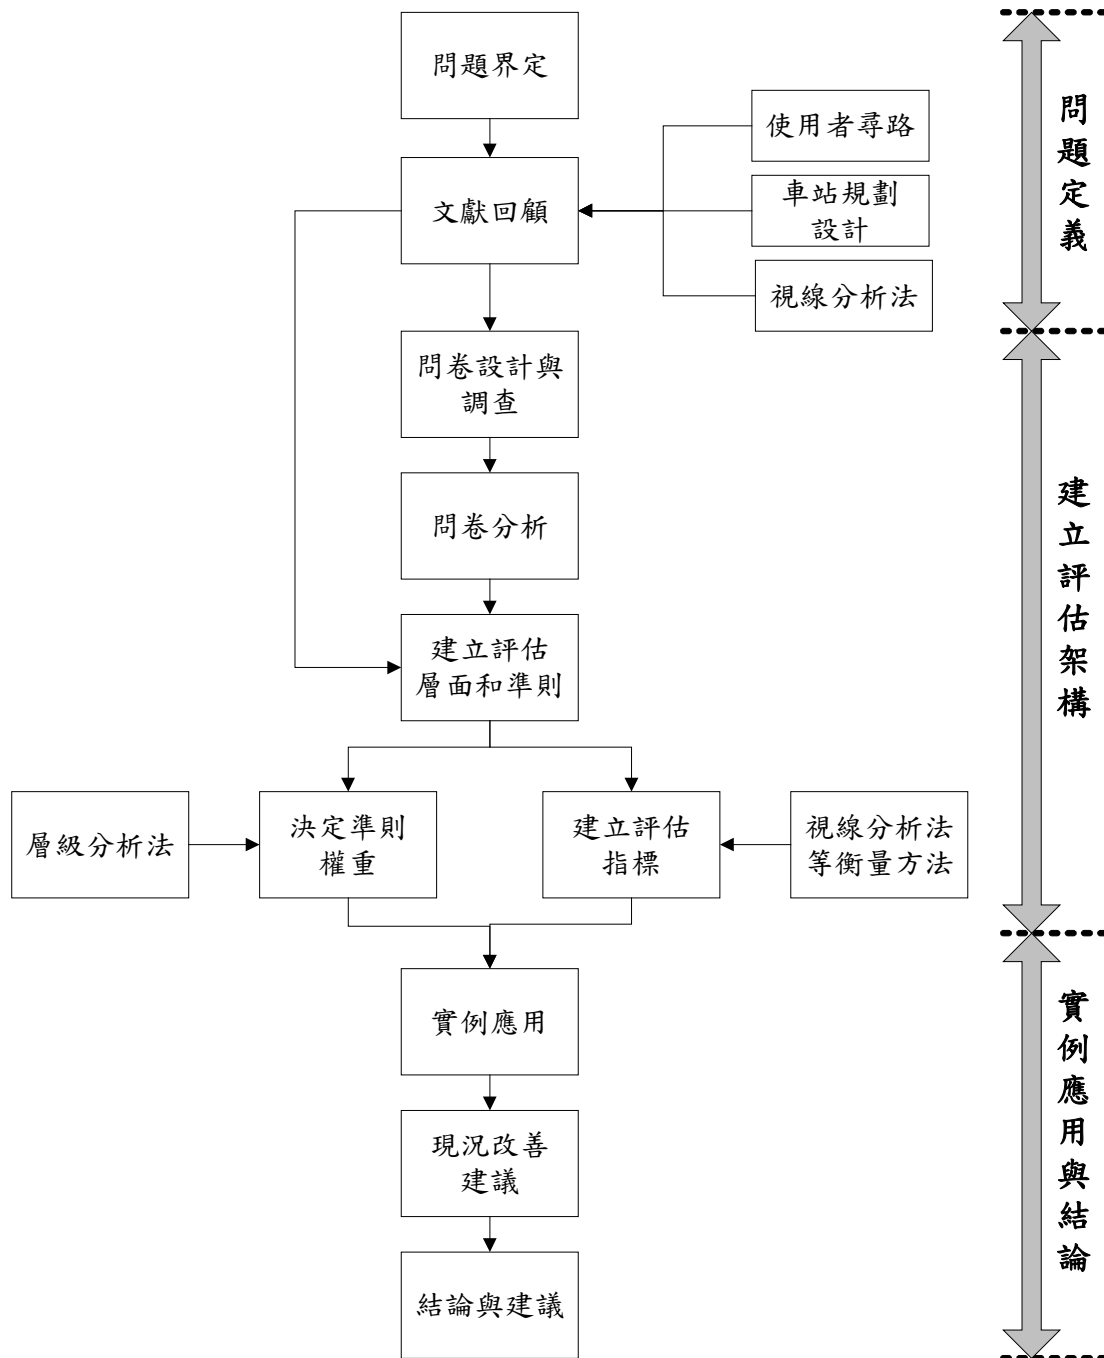 問題界定
使用者尋路
文獻回顧
車站規劃
設計
視線分析法
問卷設計與
調查
問卷分析
建立評估
層面和準則
層級分析法
決定準則
權重
建立評估
指標
視線分析法
等衡量方法
實例應用
現況改善
建議
結論與建議
問題定義
建立評估架構
實例應用與結論